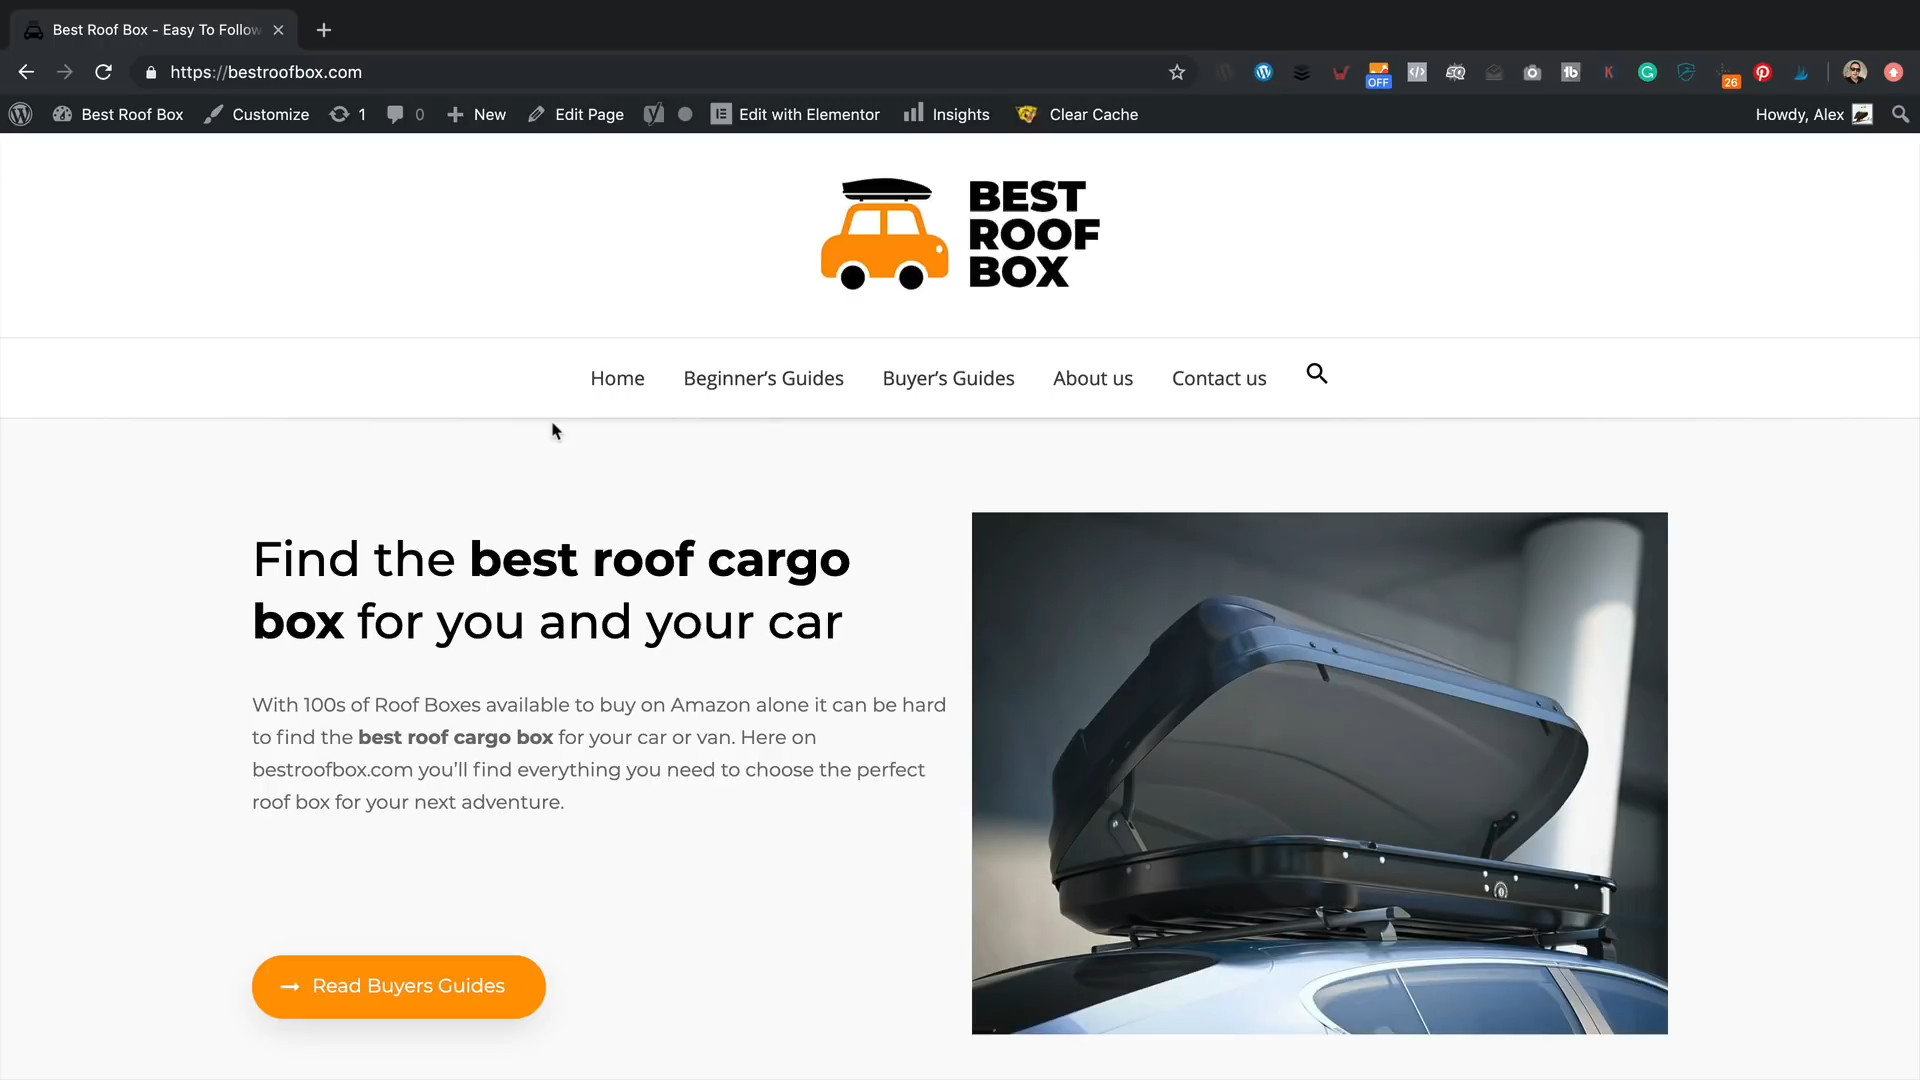 Best Roof Box - Easy To Follow
https://bestroofbox.com
OFF
</>
tb
K
26
Best Roof Box
Customize
1
0
New
Edit Page
Edit with Elementor
Insights
Clear Cache
Howdy, Alex
BEST
ROOF
BOX
Home
Beginner’s Guides
Buyer’s Guides
About us
Contact us
Find the best roof cargo
box for you and your car
With 100s of Roof Boxes available to buy on Amazon alone it can be hard
to find the best roof cargo box for your car or van. Here on
bestroofbox.com you’ll find everything you need to choose the perfect
roof box for your next adventure.
Read Buyers Guides